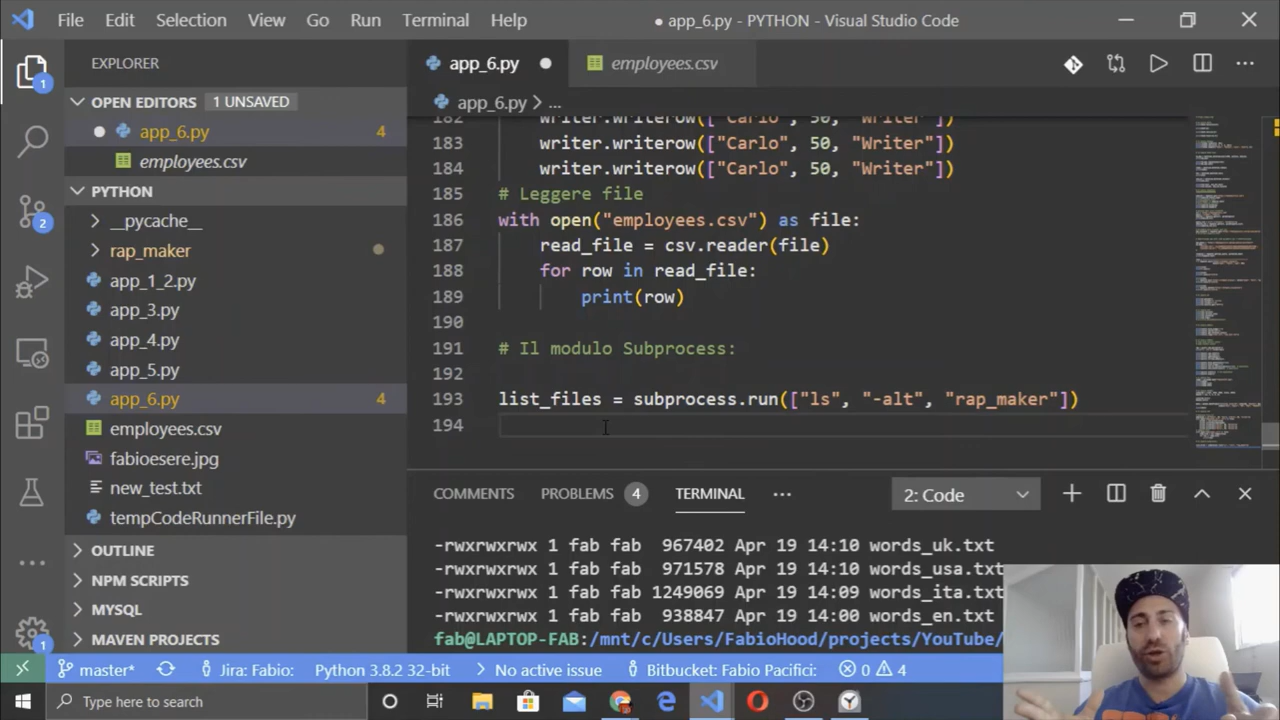 File Edit Selection View Go Run Terminal Help
● app_6.py - PYTHON - Visual Studio Code
EXPLORER
OPEN EDITORS 1 UNSAVED
app_6.py 4
employees.csv
PYTHON
__pycache__
rap_maker
app_1_2.py
app_3.py
app_4.py
app_5.py
app_6.py 4
employees.csv
fabioesere.jpg
new_test.txt
tempCodeRunnerFile.py
OUTLINE
NPM SCRIPTS
MYSQL
MAVEN PROJECTS
1
2
1
app_6.py
employees.csv
app_6.py > ...
182 writer.writerow(["Carlo", 50, "Writer"])
183 writer.writerow(["Carlo", 50, "Writer"])
184 writer.writerow(["Carlo", 50, "Writer"])
185 # Leggere file
186 with open("employees.csv") as file:
187 read_file = csv.reader(file)
188 for row in read_file:
189 print(row)
190
191 # Il modulo Subprocess:
192
193 list_files = subprocess.run(["ls", "-alt", "rap_maker"])
194
COMMENTS PROBLEMS 4 TERMINAL ... 2: Code
-rwxrwxrwx 1 fab fab 967402 Apr 19 14:10 words_uk.txt
-rwxrwxrwx 1 fab fab 971578 Apr 19 14:10 words_usa.txt
-rwxrwxrwx 1 fab fab 1249069 Apr 19 14:09 words_ita.txt
-rwxrwxrwx 1 fab fab 938847 Apr 19 14:00 words_en.txt
fab@LAPTOP-FAB:/mnt/c/Users/FabioHood/projects/YouTube/
master* Jira: Fabio: Python 3.8.2 32-bit No active issue Bitbucket: Fabio Pacifici: 0 4
Type here to search